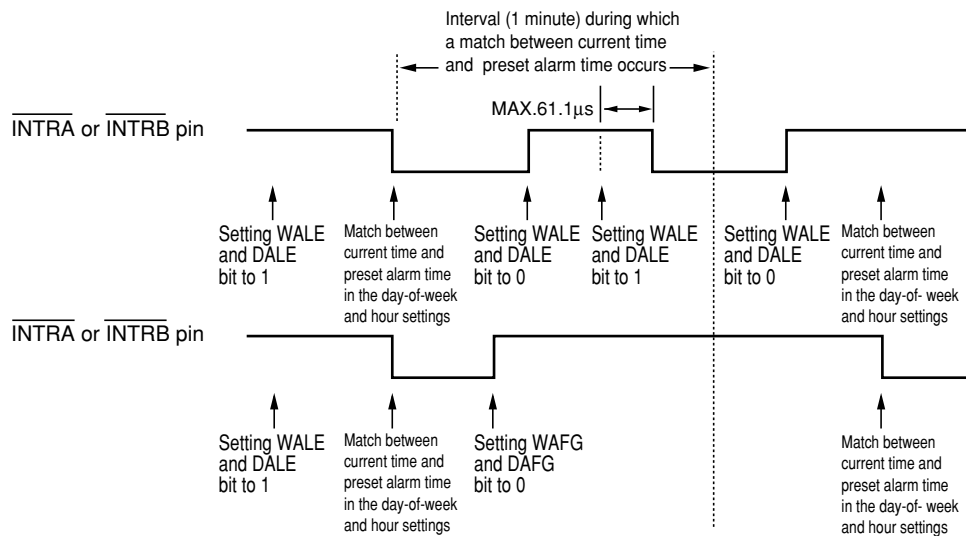 Interval (1 minute) during which
a match between current time
and preset alarm time occurs
MAX.61.1μs
INTRA or INTRB pin
Setting WALE
and DALE
bit to 1
Match between
current time and
preset alarm time
in the day-of-week
and hour settings
Setting WALE
and DALE
bit to 0
Setting WALE
and DALE
bit to 1
Setting WALE
and DALE
bit to 0
Match between
current time and
preset alarm time
in the day-of- week
and hour settings
INTRA or INTRB pin
Setting WALE
and DALE
bit to 1
Match between
current time and
preset alarm time
in the day-of-week
and hour settings
Setting WAFG
and DAFG
bit to 0
Match between
current time and
preset alarm time
in the day-of- week
and hour settings